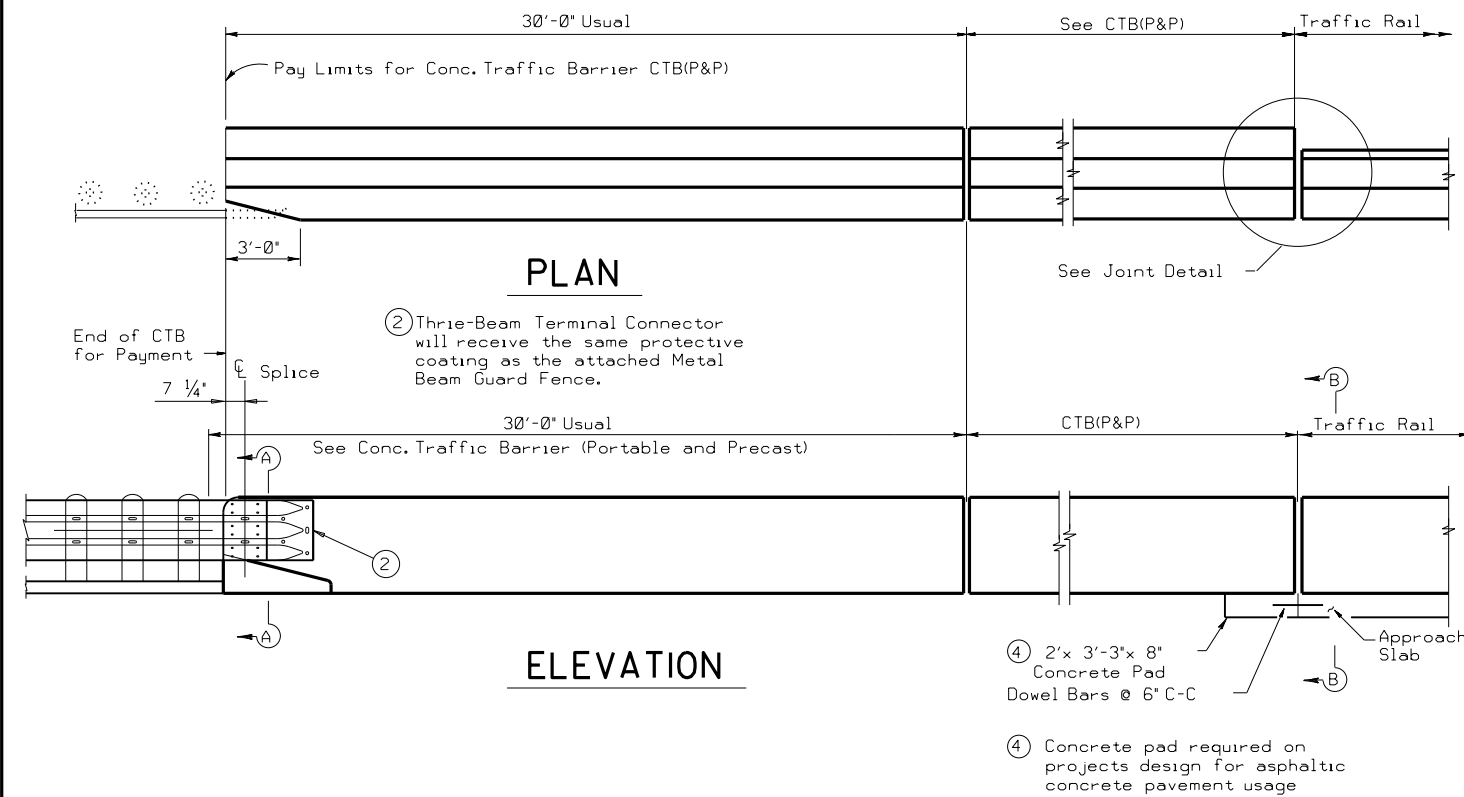 30'-0" Usual
See CTB(P&P)
Traffic Rail
Pay Limits for Conc. Traffic Barrier CTB(P&P)
3'-0"
PLAN
See Joint Detail
End of CTB
for Payment
℄ Splice
7 ¼"
2 Thrie-Beam Terminal Connector
will receive the same protective
coating as the attached Metal
Beam Guard Fence.
B
30'-0" Usual
CTB(P&P)
Traffic Rail
See Conc. Traffic Barrier (Portable and Precast)
A
2
A
ELEVATION
4 2'x 3'-3"x 8"
Concrete Pad
Dowel Bars @ 6" C-C
Approach
Slab
B
4 Concrete pad required on
projects design for asphaltic
concrete pavement usage